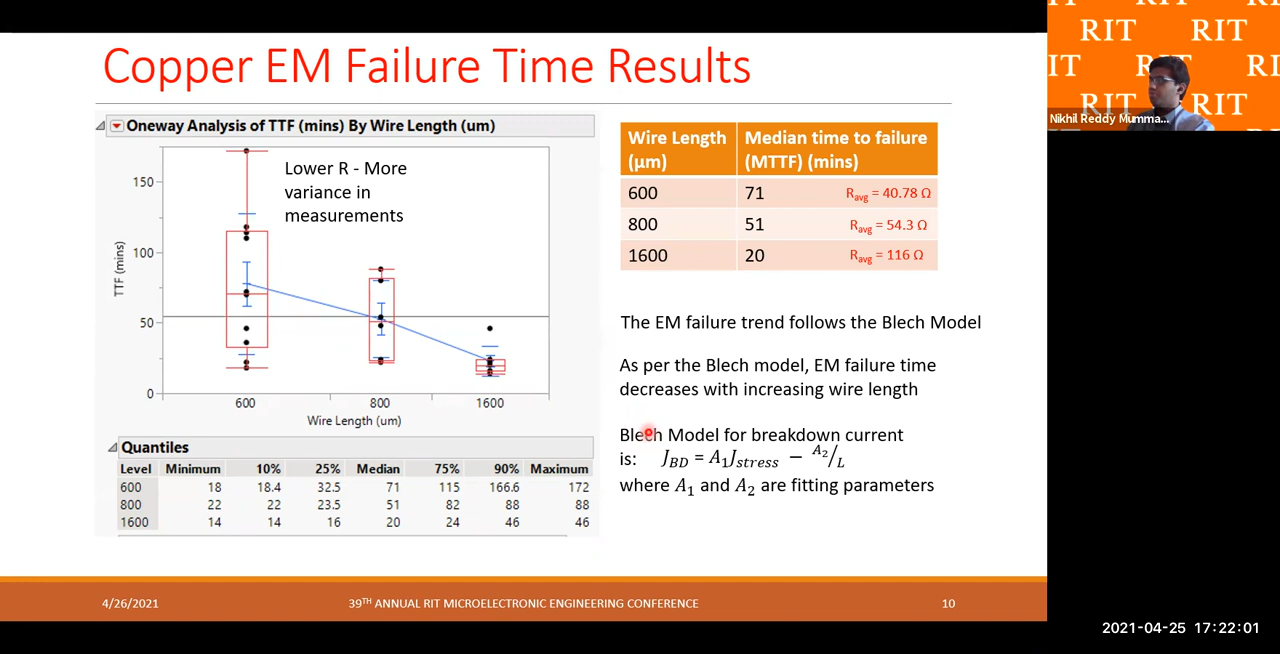 Copper EM Failure Time Results
Oneway Analysis of TTF (mins) By Wire Length (um)
Lower R - More
variance in
measurements
150
100
50
0
TTF (mins)
600 800 1600
Wire Length (um)
Quantiles
Level Minimum 10% 25% Median 75% 90% Maximum
600 18 18.4 32.5 71 115 166.6 172
800 22 22 23.5 51 82 88 88
1600 14 14 16 20 24 46 46
Wire Length Median time to failure
(μm) (MTTF) (mins)
600 71 Ravg = 40.78 Ω
800 51 Ravg = 54.3 Ω
1600 20 Ravg = 116 Ω
The EM failure trend follows the Blech Model
As per the Blech model, EM failure time
decreases with increasing wire length
Blech Model for breakdown current
is: J_BD = A₁J_stress − A₂/L
where A₁ and A₂ are fitting parameters
4/26/2021 39TH ANNUAL RIT MICROELECTRONIC ENGINEERING CONFERENCE 10
RIT RIT
RIT
RIT RIT
Nikhil Reddy Mumma...
2021-04-25 17:22:01